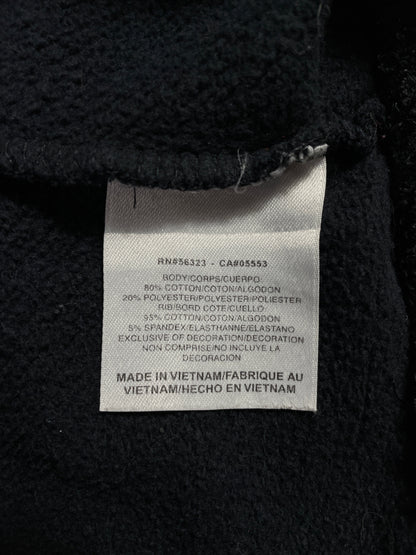 RN#56323 - CA#05553
BODY/CORPS/CUERPO
80% COTTON/COTON/ALGODON
20% POLYESTER/POLYESTER/POLIESTER
RIB/BORD COTE/CUELLO
95% COTTON/COTON/ALGODON
5% SPANDEX/ELASTHANNE/ELASTANO
EXCLUSIVE OF DECORATION/DECORATION
NON COMPRISE/NO INCLUYE LA
DECORACION
MADE IN VIETNAM/FABRIQUE AU
VIETNAM/HECHO EN VIETNAM